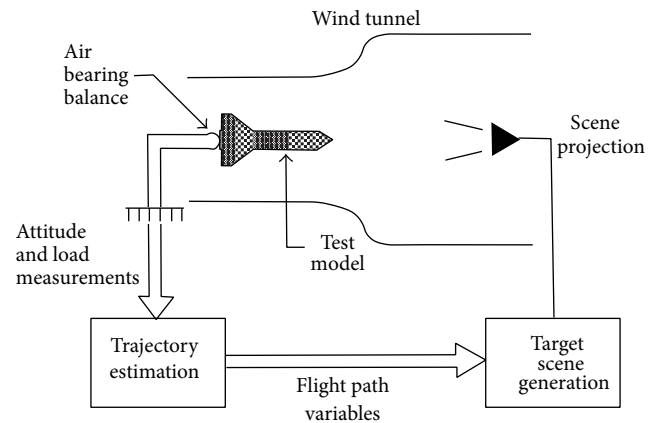 Wind tunnel
Air
bearing
balance
Scene
projection
Attitude
and load
measurements
Test
model
Trajectory
estimation
Flight path
variables
Target
scene
generation